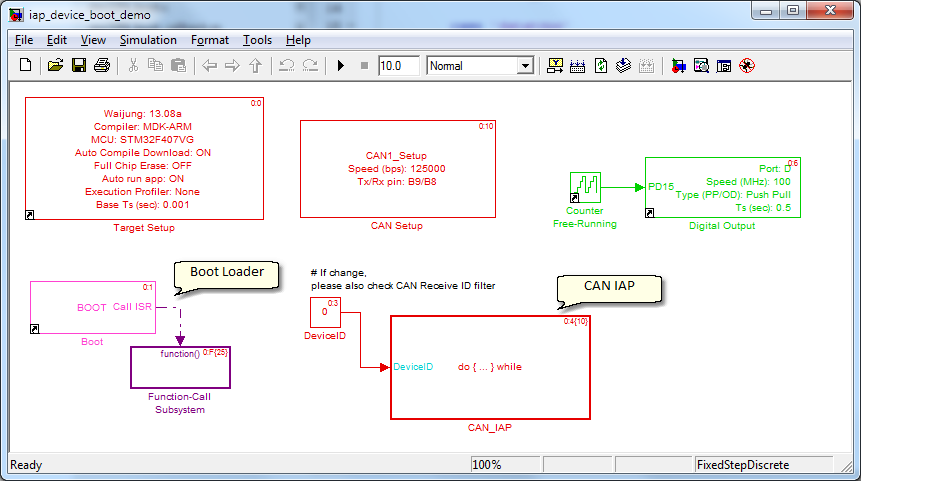 iap_device_boot_demo
File Edit View Simulation Format Tools Help
10.0 Normal
0:0
Waijung: 13.08a
Compiler: MDK-ARM
MCU: STM32F407VG
Auto Compile Download: ON
Full Chip Erase: OFF
Auto run app: ON
Execution Profiler: None
Base Ts (sec): 0.001
Target Setup
0:10
CAN1_Setup
Speed (bps): 125000
Tx/Rx pin: B9/B8
CAN Setup
Counter
Free-Running
0:6
Port: D
PD15
Speed (MHz): 100
Type (PP/OD): Push Pull
Ts (sec): 0.5
Digital Output
Boot Loader
0:1
BOOT Call ISR
Boot
function() 0:F{25}
Function-Call
Subsystem
# If change,
please also check CAN Receive ID filter
0:3
0
DeviceID
CAN IAP
0:4{10}
DeviceID do { ... } while
CAN_IAP
Ready 100% FixedStepDiscrete